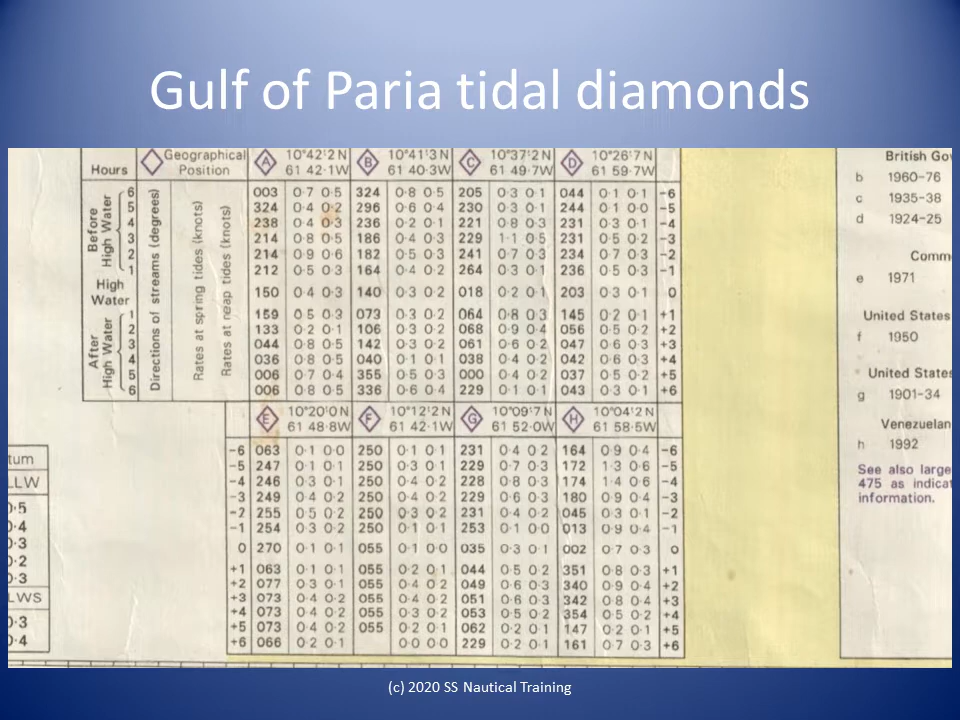 Gulf of Paria tidal diamonds
Hours Geographical Position A 10°42'2 N 61 42·1W B 10°41'3 N 61 40·3W C 10°37'2 N 61 49·7W D 10°26'7 N 61 59·7W
Before High Water
High Water
After High Water
Directions of streams (degrees)
Rates at spring tides (knots)
Rates at neap tides (knots)
6 003 0·7 0·5 324 0·8 0·5 205 0·3 0·1 044 0·1 0·1 -6
5 324 0·4 0·2 296 0·6 0·4 230 0·3 0·1 244 0·1 0·0 -5
4 238 0·4 0·3 236 0·2 0·1 221 0·8 0·3 231 0·3 0·1 -4
3 214 0·8 0·5 186 0·4 0·3 229 1·1 0·5 231 0·5 0·2 -3
2 214 0·9 0·6 182 0·5 0·3 241 0·7 0·3 234 0·7 0·3 -2
1 212 0·5 0·3 164 0·4 0·2 264 0·3 0·1 236 0·5 0·3 -1
150 0·4 0·3 140 0·3 0·2 018 0·2 0·1 203 0·3 0·1 0
1 159 0·5 0·3 073 0·3 0·2 064 0·8 0·3 145 0·2 0·1 +1
2 133 0·2 0·1 106 0·3 0·2 068 0·9 0·4 056 0·5 0·2 +2
3 044 0·8 0·5 142 0·3 0·2 061 0·6 0·2 047 0·6 0·3 +3
4 036 0·8 0·5 040 0·1 0·1 038 0·4 0·2 042 0·6 0·3 +4
5 006 0·7 0·4 355 0·5 0·3 000 0·4 0·2 037 0·5 0·2 +5
6 006 0·8 0·5 336 0·6 0·4 229 0·1 0·1 043 0·3 0·1 +6
E 10°20'0 N 61 48·8W F 10°12'2 N 61 42·1W G 10°09'7 N 61 52·0W H 10°04'2 N 61 58·5W
-6 063 0·1 0·0 250 0·1 0·1 231 0·4 0·2 164 0·9 0·4 -6
-5 247 0·1 0·1 250 0·3 0·1 229 0·7 0·3 172 1·3 0·6 -5
-4 246 0·3 0·1 250 0·4 0·2 228 0·8 0·3 174 1·4 0·6 -4
-3 249 0·4 0·2 250 0·4 0·2 229 0·6 0·3 180 0·9 0·4 -3
-2 255 0·5 0·2 250 0·3 0·2 231 0·4 0·2 045 0·3 0·1 -2
-1 254 0·3 0·2 250 0·1 0·1 253 0·1 0·0 013 0·9 0·4 -1
0 270 0·1 0·1 055 0·1 0·0 035 0·3 0·1 002 0·7 0·3 0
+1 063 0·1 0·1 055 0·2 0·1 044 0·5 0·2 351 0·8 0·3 +1
+2 077 0·3 0·1 055 0·4 0·2 049 0·6 0·3 340 0·9 0·4 +2
+3 073 0·4 0·2 055 0·4 0·2 051 0·6 0·3 342 0·8 0·4 +3
+4 073 0·4 0·2 055 0·3 0·2 053 0·5 0·2 354 0·5 0·2 +4
+5 073 0·4 0·2 055 0·2 0·1 062 0·2 0·1 147 0·2 0·1 +5
+6 066 0·2 0·1 0·0 0·0 229 0·2 0·1 161 0·7 0·3 +6
tum
LLW
0·5
0·4
0·3
0·2
0·3
LWS
0·3
0·4
British Gov
b 1960-76
c 1935-38
d 1924-25
Comm
e 1971
United States
f 1950
United States
g 1901-34
Venezuelan
h 1992
See also large
475 as indicat
information.
(c) 2020 SS Nautical Training